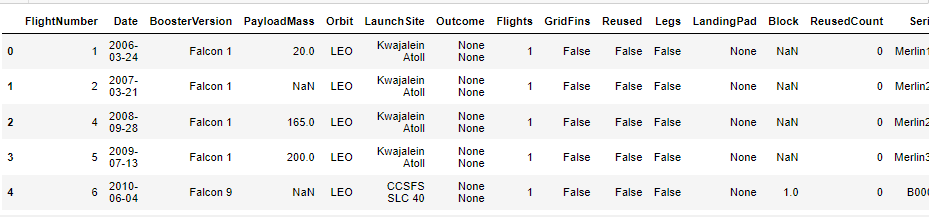 FlightNumber Date BoosterVersion PayloadMass Orbit LaunchSite Outcome Flights GridFins Reused Legs LandingPad Block ReusedCount Seri
0 1 2006-03-24 Falcon 1 20.0 LEO Kwajalein Atoll None None 1 False False False None NaN 0 Merlin1
1 2 2007-03-21 Falcon 1 NaN LEO Kwajalein Atoll None None 1 False False False None NaN 0 Merlin2
2 4 2008-09-28 Falcon 1 165.0 LEO Kwajalein Atoll None None 1 False False False None NaN 0 Merlin2
3 5 2009-07-13 Falcon 1 200.0 LEO Kwajalein Atoll None None 1 False False False None NaN 0 Merlin3
4 6 2010-06-04 Falcon 9 NaN LEO CCSFS SLC 40 None None 1 False False False None 1.0 0 B00